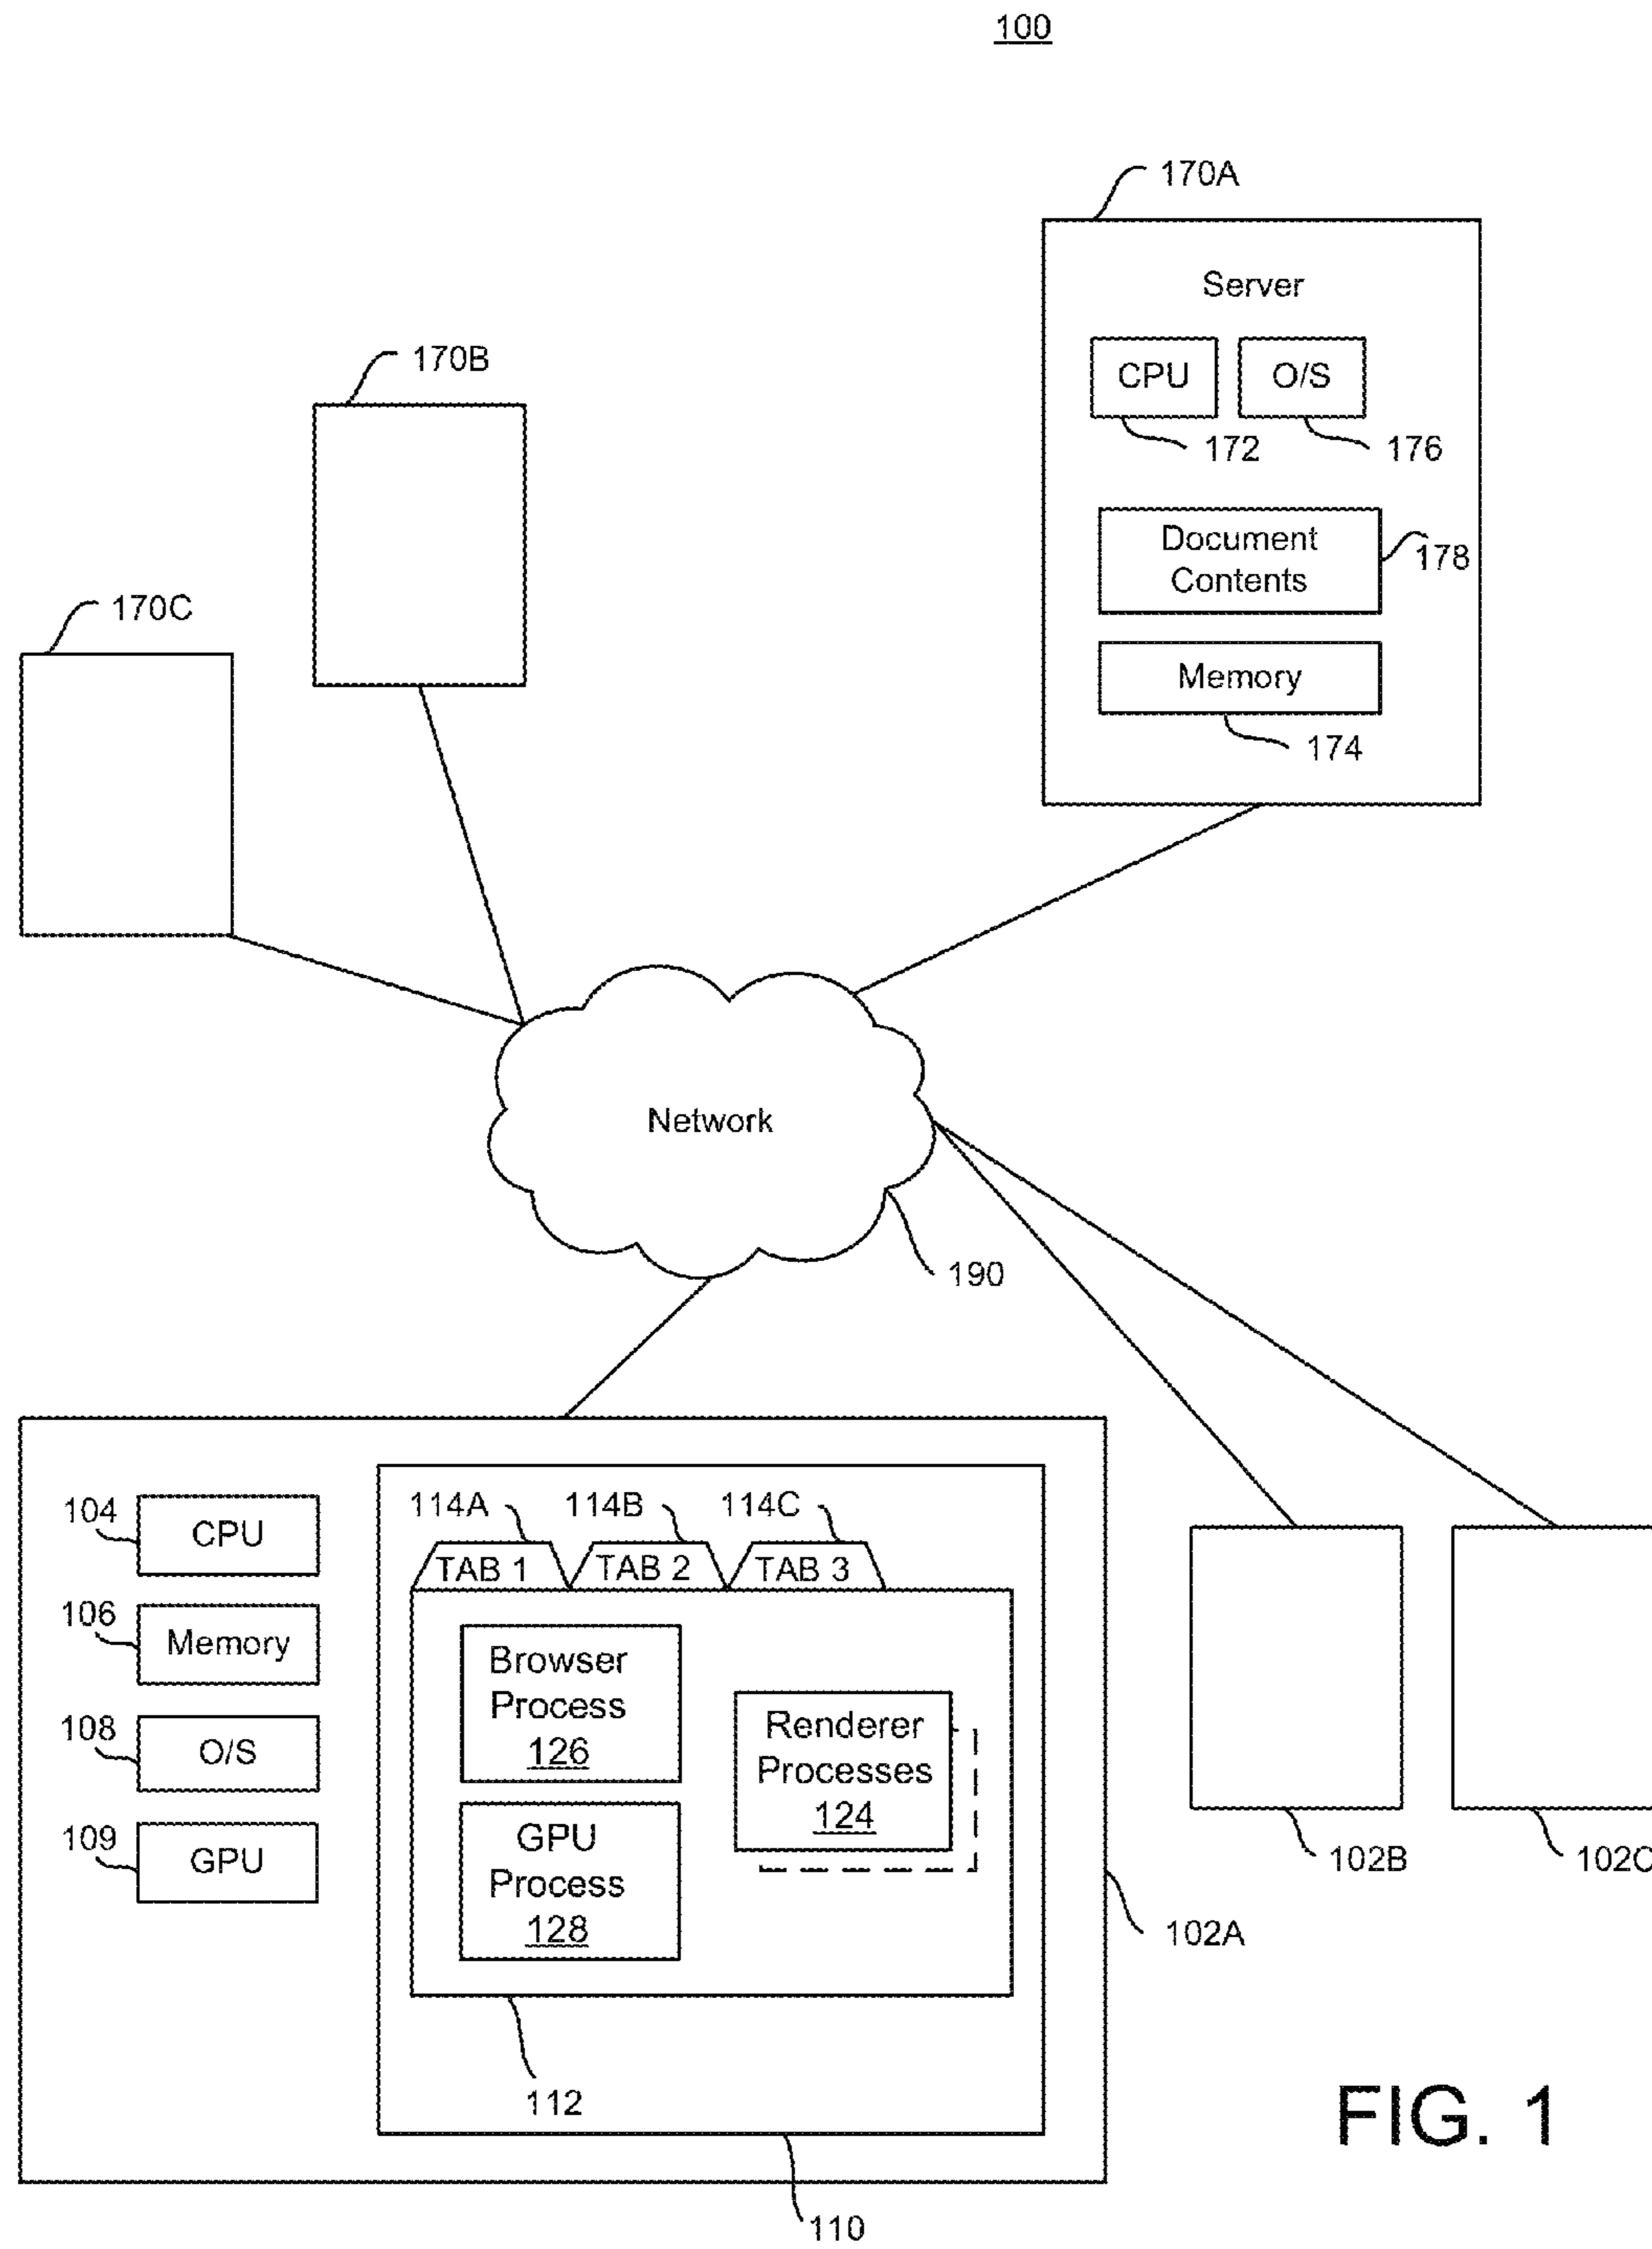 100
170A
Server
CPU
O/S
172
176
Document
Contents
178
Memory
174
170B
170C
Network
190
104
CPU
106
Memory
108
O/S
109
GPU
114A
114B
114C
TAB 1
TAB 2
TAB 3
Browser
Process
126
Renderer
Processes
124
GPU
Process
128
112
110
102A
102B
102C
FIG. 1